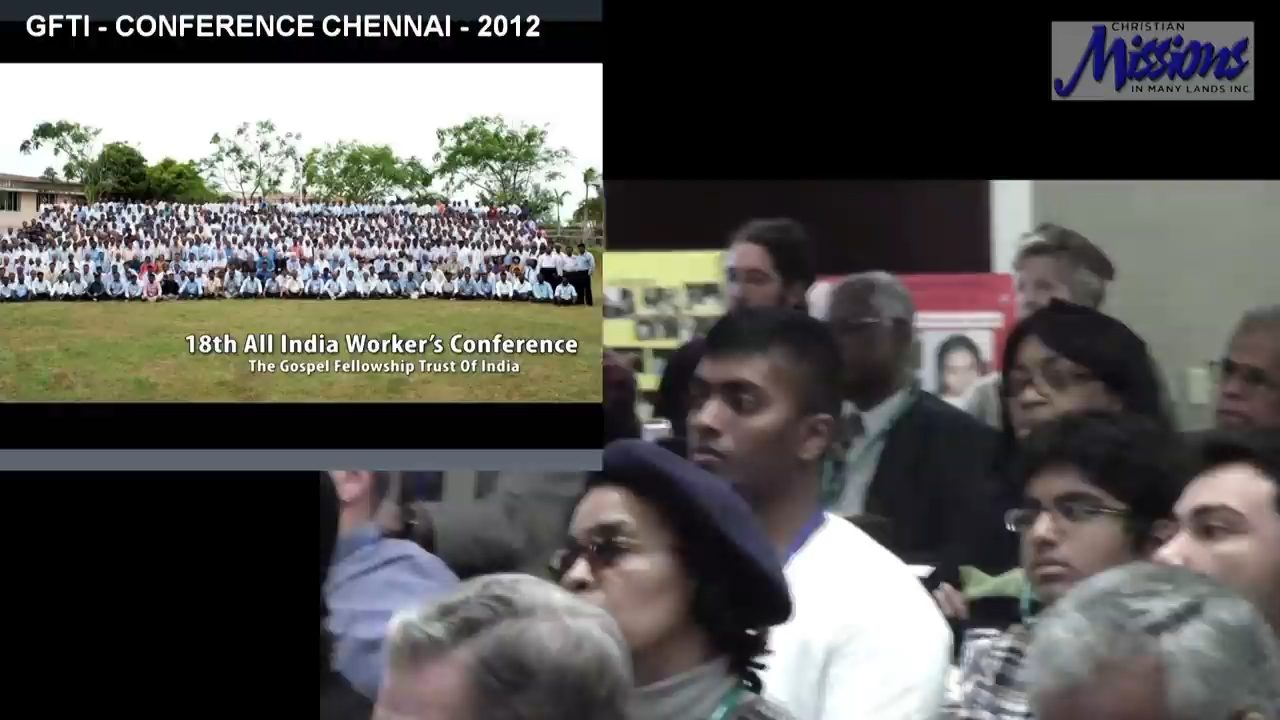 GFTI - CONFERENCE CHENNAI - 2012
CHRISTIAN
Missions
IN MANY LANDS INC
18th All India Worker's Conference
The Gospel Fellowship Trust Of India